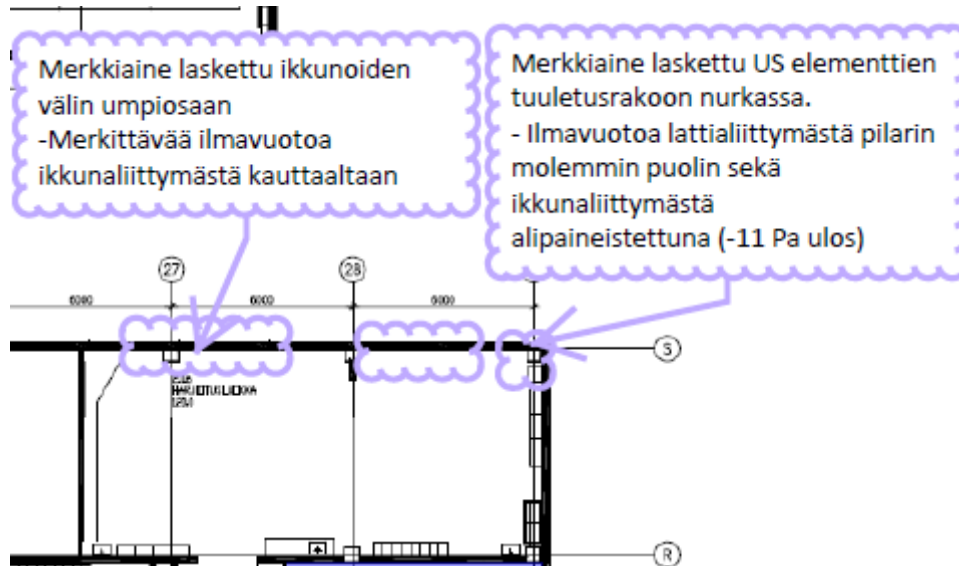 Merkkiaine laskettu ikkunoiden
välin umpiosaan
-Merkittävää ilmavuotoa
ikkunaliittymästä kauttaaltaan
Merkkiaine laskettu US elementtien
tuuletusrakoon nurkassa.
- Ilmavuotoa lattialiittymästä pilarin
molemmin puolin sekä
ikkunaliittymästä
alipaineistettuna (-11 Pa ulos)
27
28
6000
6000
6000
S
R